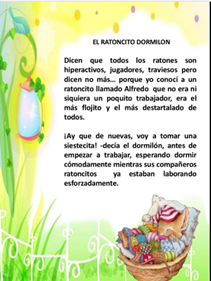 EL RATONCITO DORMILON
Dicen que todos los ratones son
hiperactivos, jugadores, traviesos pero
dicen no más... porque yo conocí a un
ratoncito llamado Alfredo que no era ni
siquiera un poquito trabajador, era el
más flojito y el más destartalado de
todos.
¡Ay que de nuevas, voy a tomar una
siestecita! -decía el dormilón, antes de
empezar a trabajar, esperando dormir
cómodamente mientras sus compañeros
ratoncitos ya estaban laborando
esforzadamente.